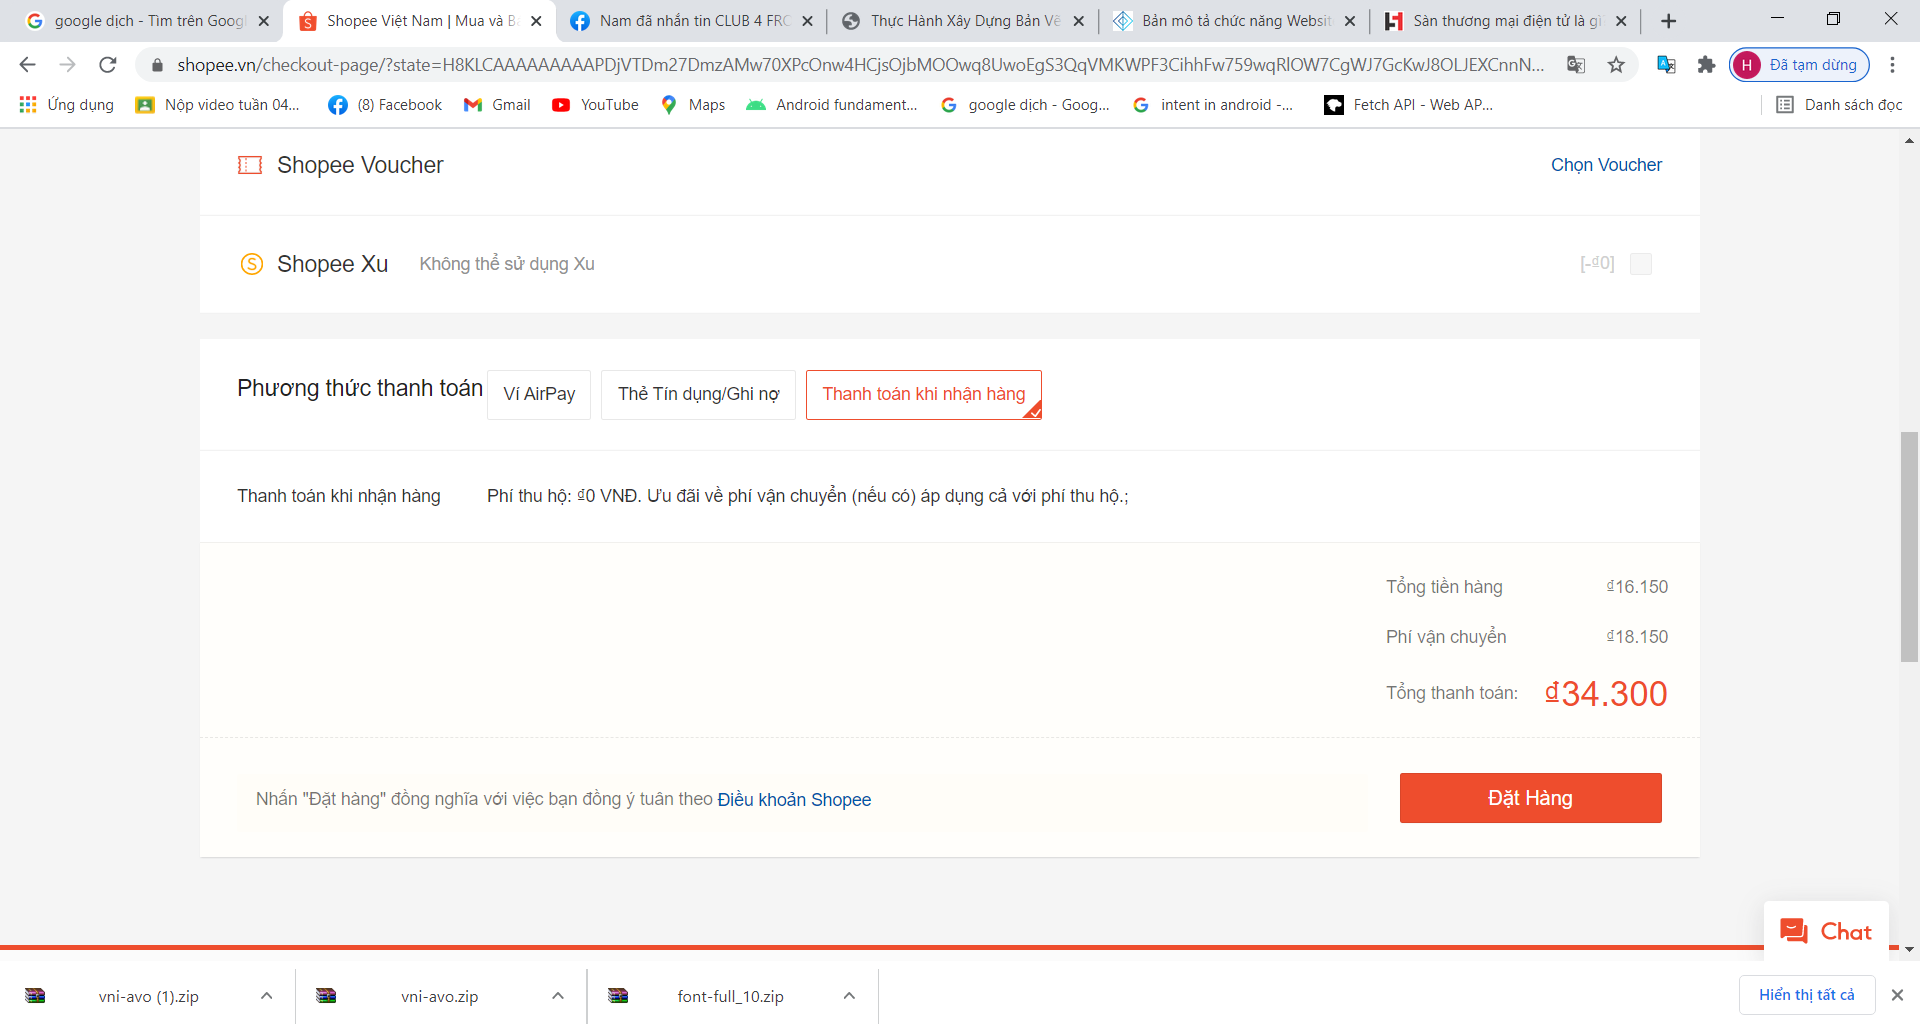 google dịch - Tìm trên Googl
Shopee Việt Nam | Mua và B
Nam đã nhắn tin CLUB 4 FRO
Thực Hành Xây Dựng Bản Vẽ
Bản mô tả chức năng Website
Sàn thương mại điện tử là gì
shopee.vn/checkout-page/?state=H8KLCAAAAAAAAAPDjVTDm27DmzAMw70XPcOnw4HCjsOjbMOOwq8UwoEgS3QqVMKWPF3CihhFw759wqRlOW7CgWJ7GcKwJ8OLJEXCnnN...
H Đã tạm dừng
Ứng dụng
Nộp video tuần 04...
(8) Facebook
Gmail
YouTube
Maps
Android fundament...
google dịch - Goog...
intent in android -...
Fetch API - Web AP...
Danh sách đọc
Shopee Voucher
Chọn Voucher
Shopee Xu
Không thể sử dụng Xu
[-₫0]
Phương thức thanh toán
Ví AirPay
Thẻ Tín dụng/Ghi nợ
Thanh toán khi nhận hàng
Thanh toán khi nhận hàng
Phí thu hộ: ₫0 VNĐ. Ưu đãi về phí vận chuyển (nếu có) áp dụng cả với phí thu hộ.;
Tổng tiền hàng ₫16.150
Phí vận chuyển ₫18.150
Tổng thanh toán: ₫34.300
Nhấn "Đặt hàng" đồng nghĩa với việc bạn đồng ý tuân theo Điều khoản Shopee
Đặt Hàng
Chat
vni-avo (1).zip
vni-avo.zip
font-full_10.zip
Hiển thị tất cả